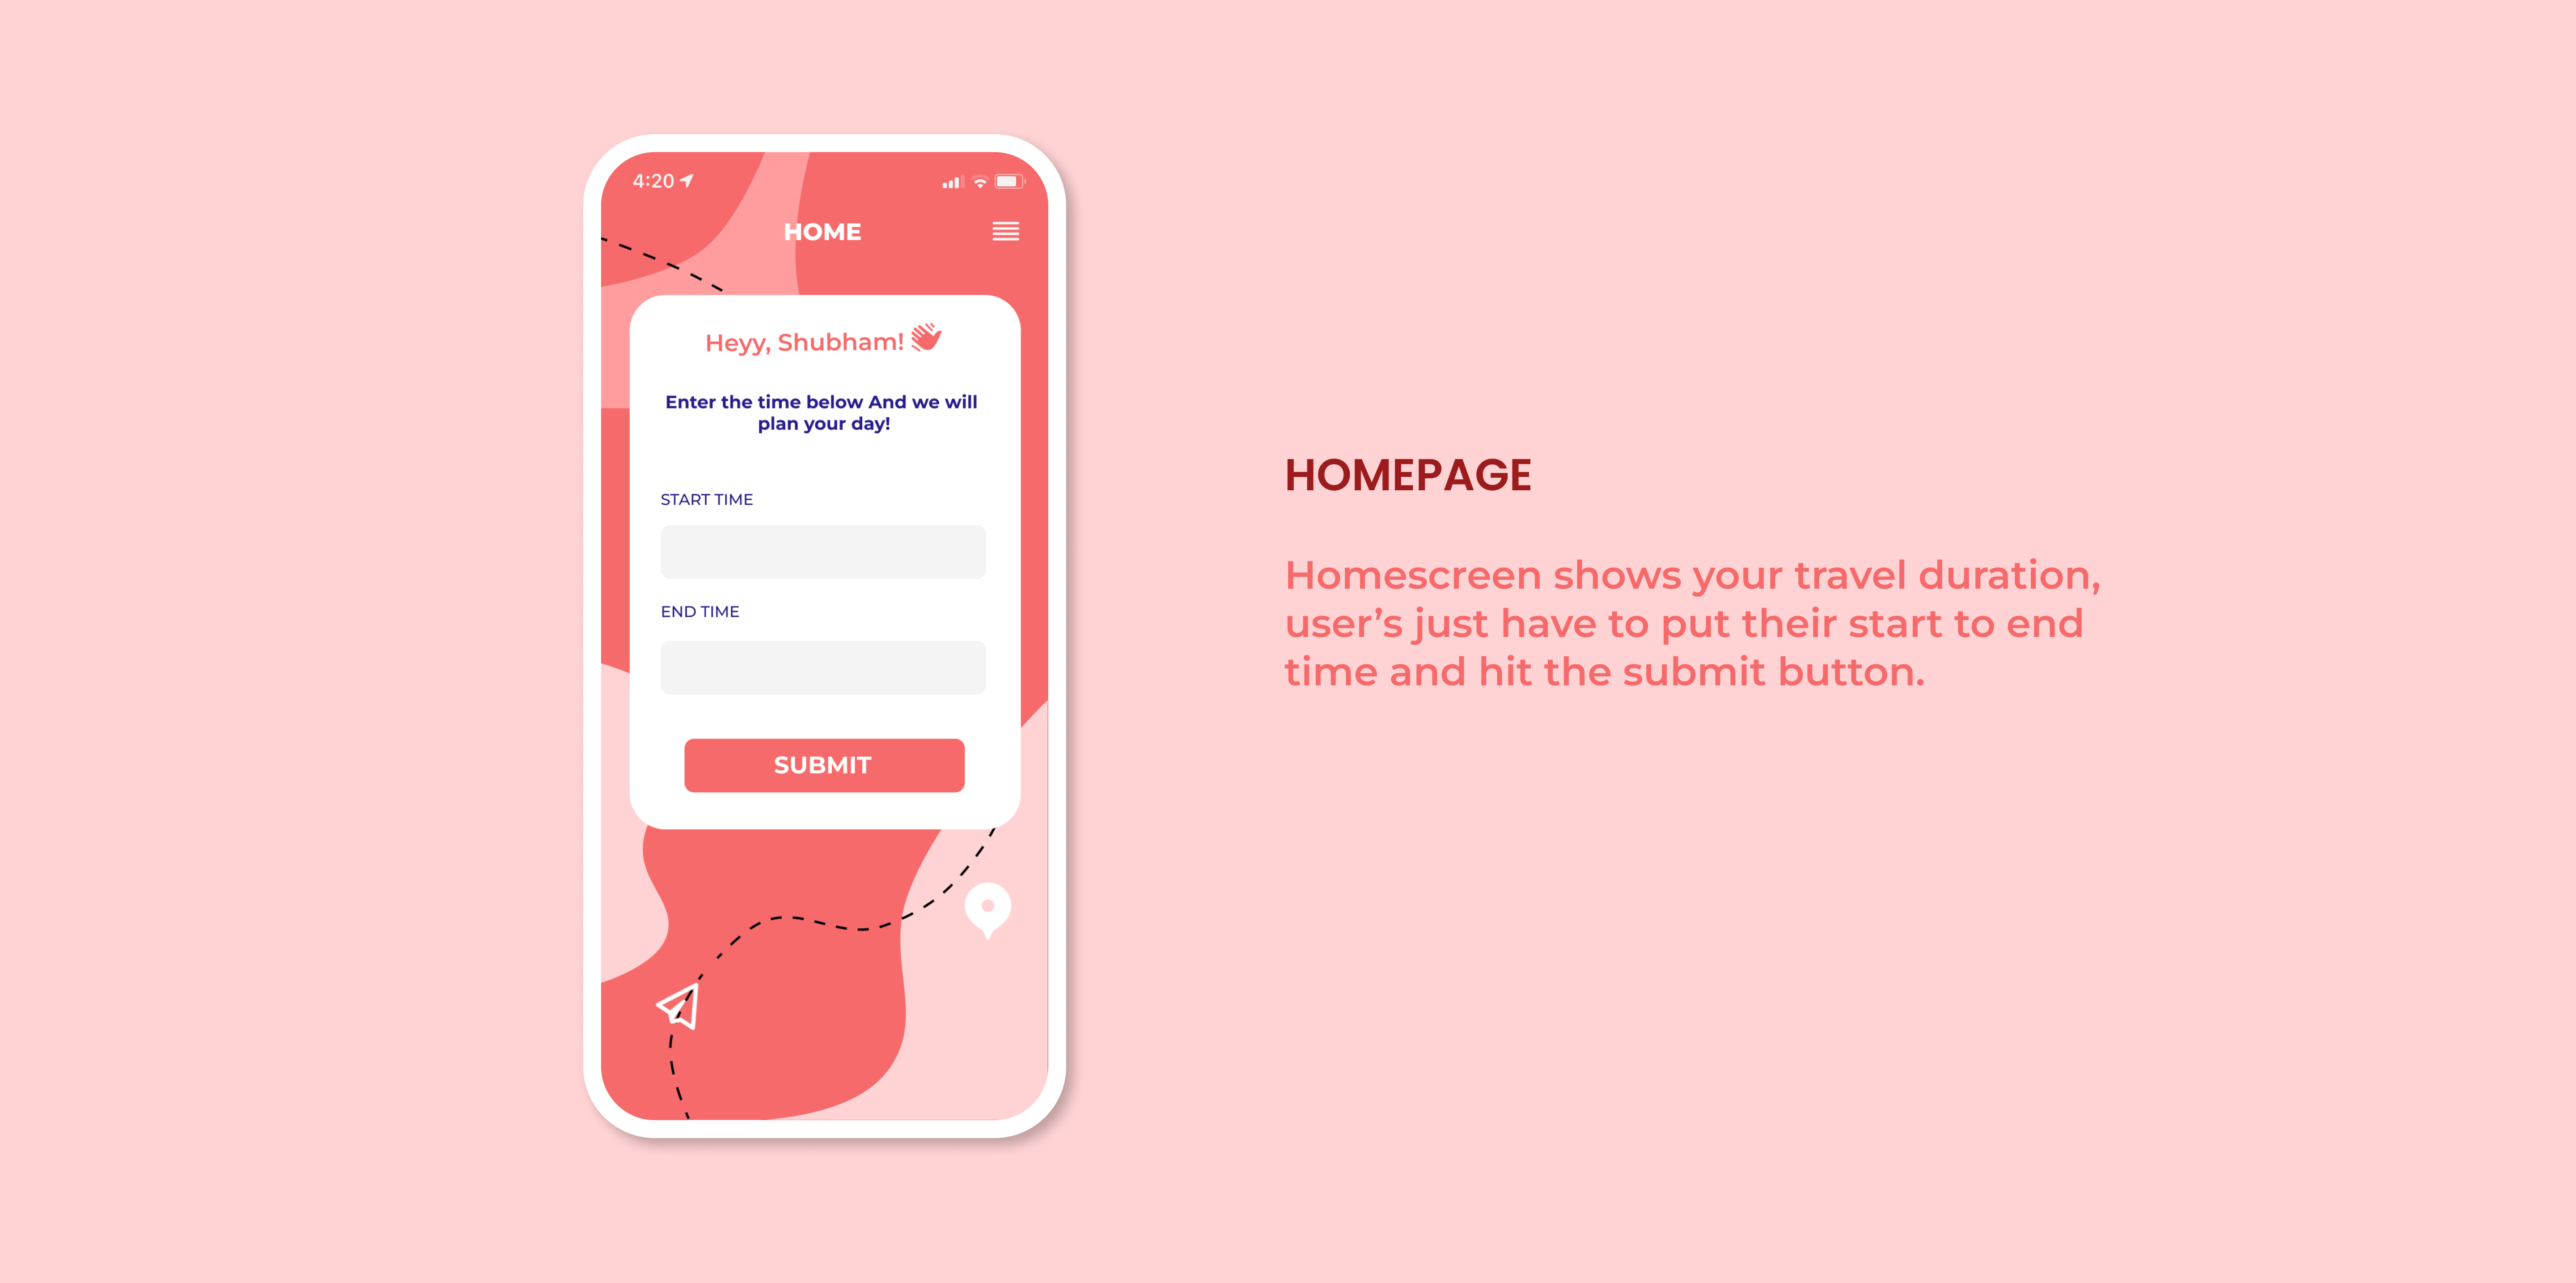 4:20
HOME
Heyy, Shubham!
Enter the time below And we will
plan your day!
START TIME
END TIME
SUBMIT
HOMEPAGE
Homescreen shows your travel duration,
user’s just have to put their start to end
time and hit the submit button.